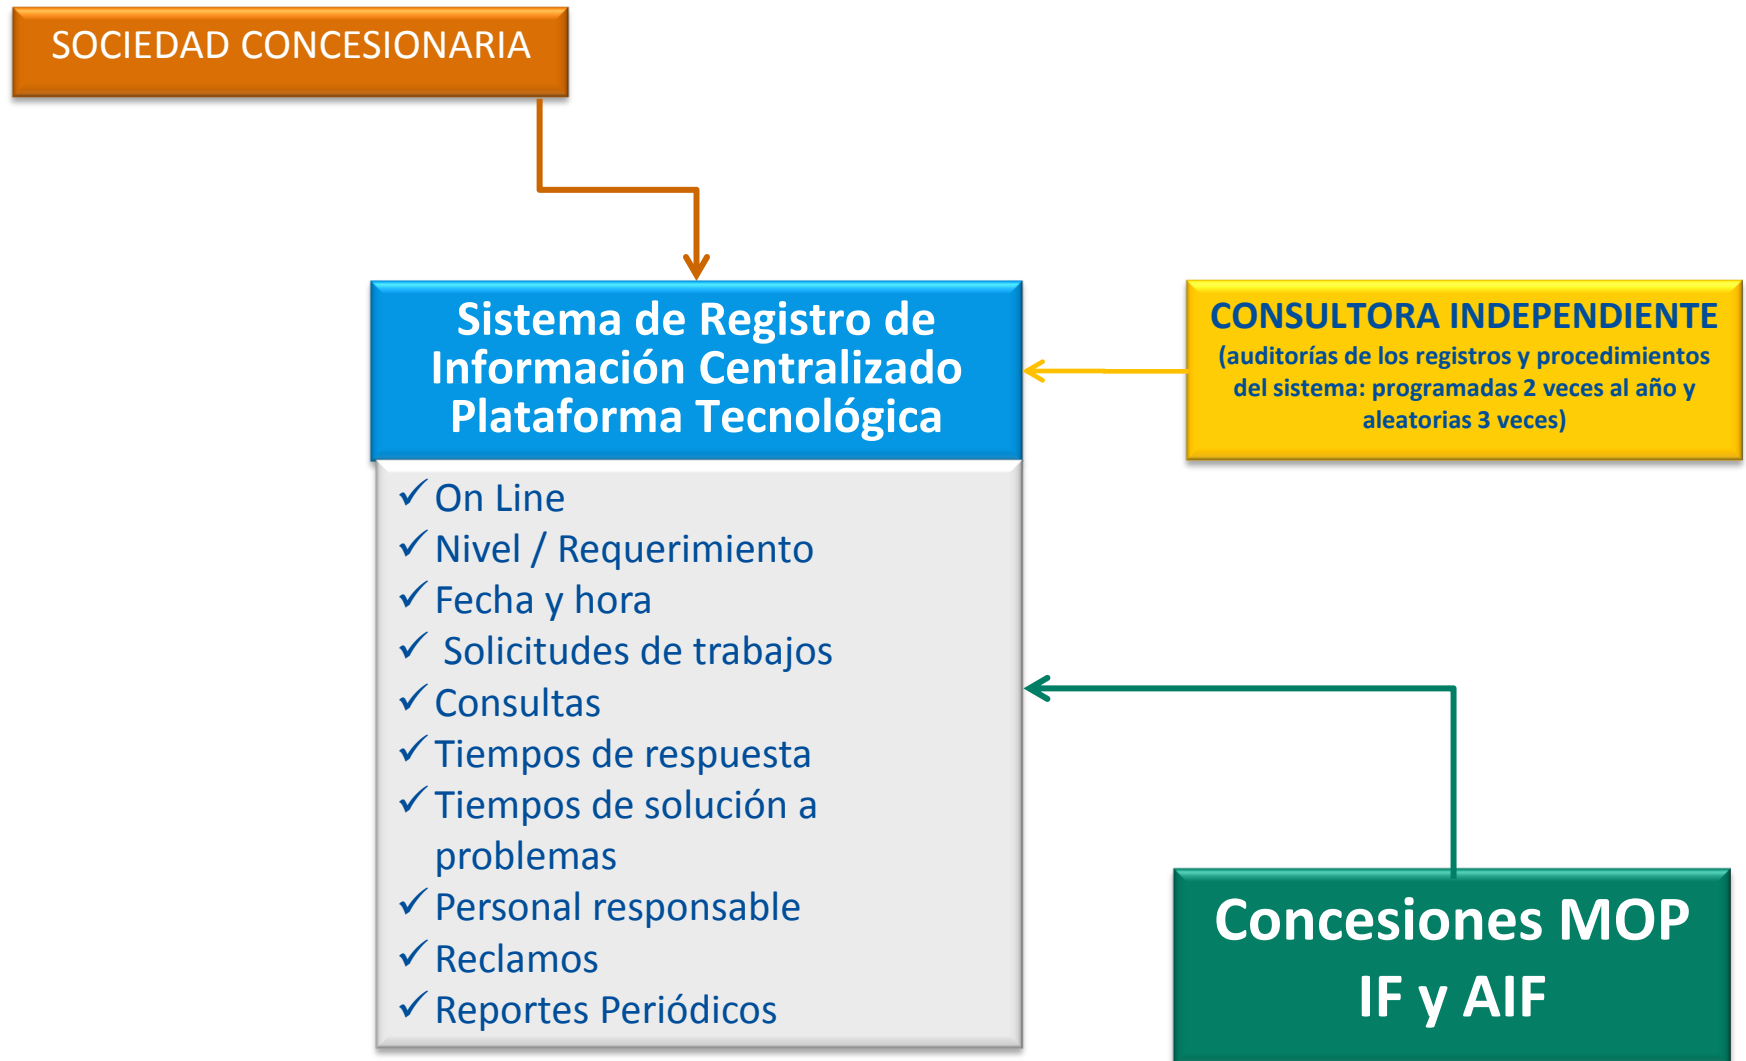 SOCIEDAD CONCESIONARIA
Sistema de Registro de
Información Centralizado
Plataforma Tecnológica
CONSULTORA INDEPENDIENTE
(auditorías de los registros y procedimientos
del sistema: programadas 2 veces al año y
aleatorias 3 veces)
✓ On Line
✓ Nivel / Requerimiento
✓ Fecha y hora
✓ Solicitudes de trabajos
✓ Consultas
✓ Tiempos de respuesta
✓ Tiempos de solución a
problemas
✓ Personal responsable
✓ Reclamos
✓ Reportes Periódicos
Concesiones MOP
IF y AIF